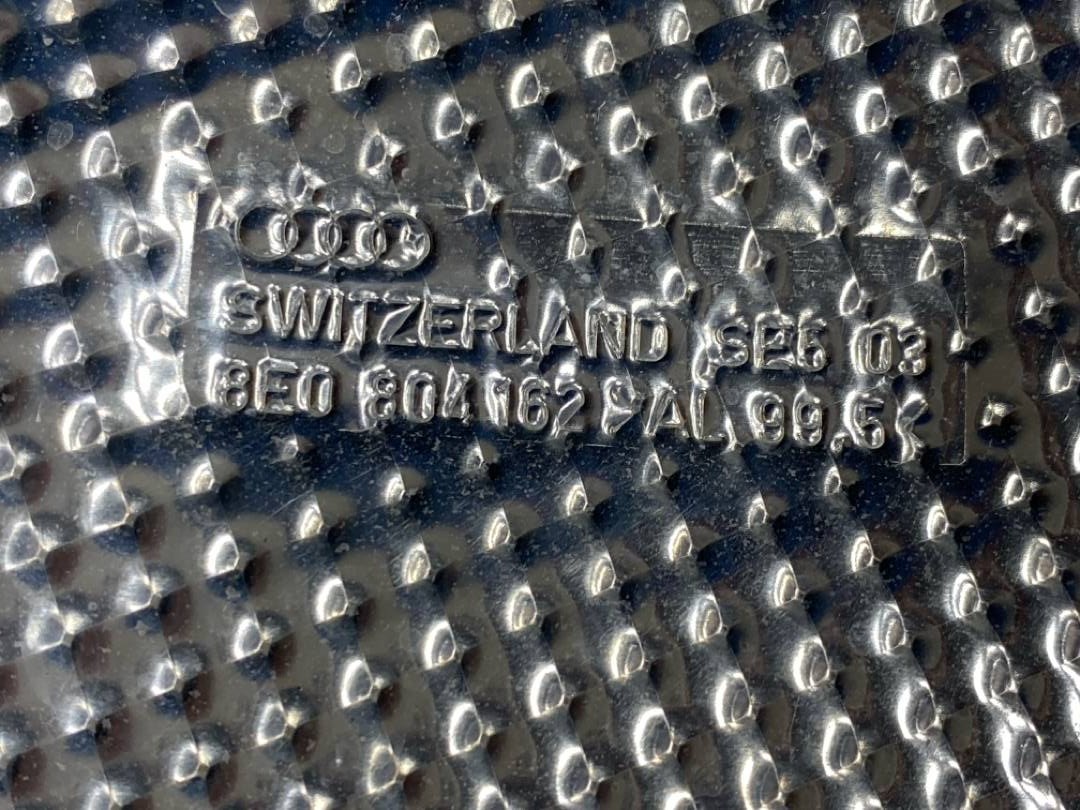 SWITZERLAND SE6 03
8E0 804 162 >AL 99.5<